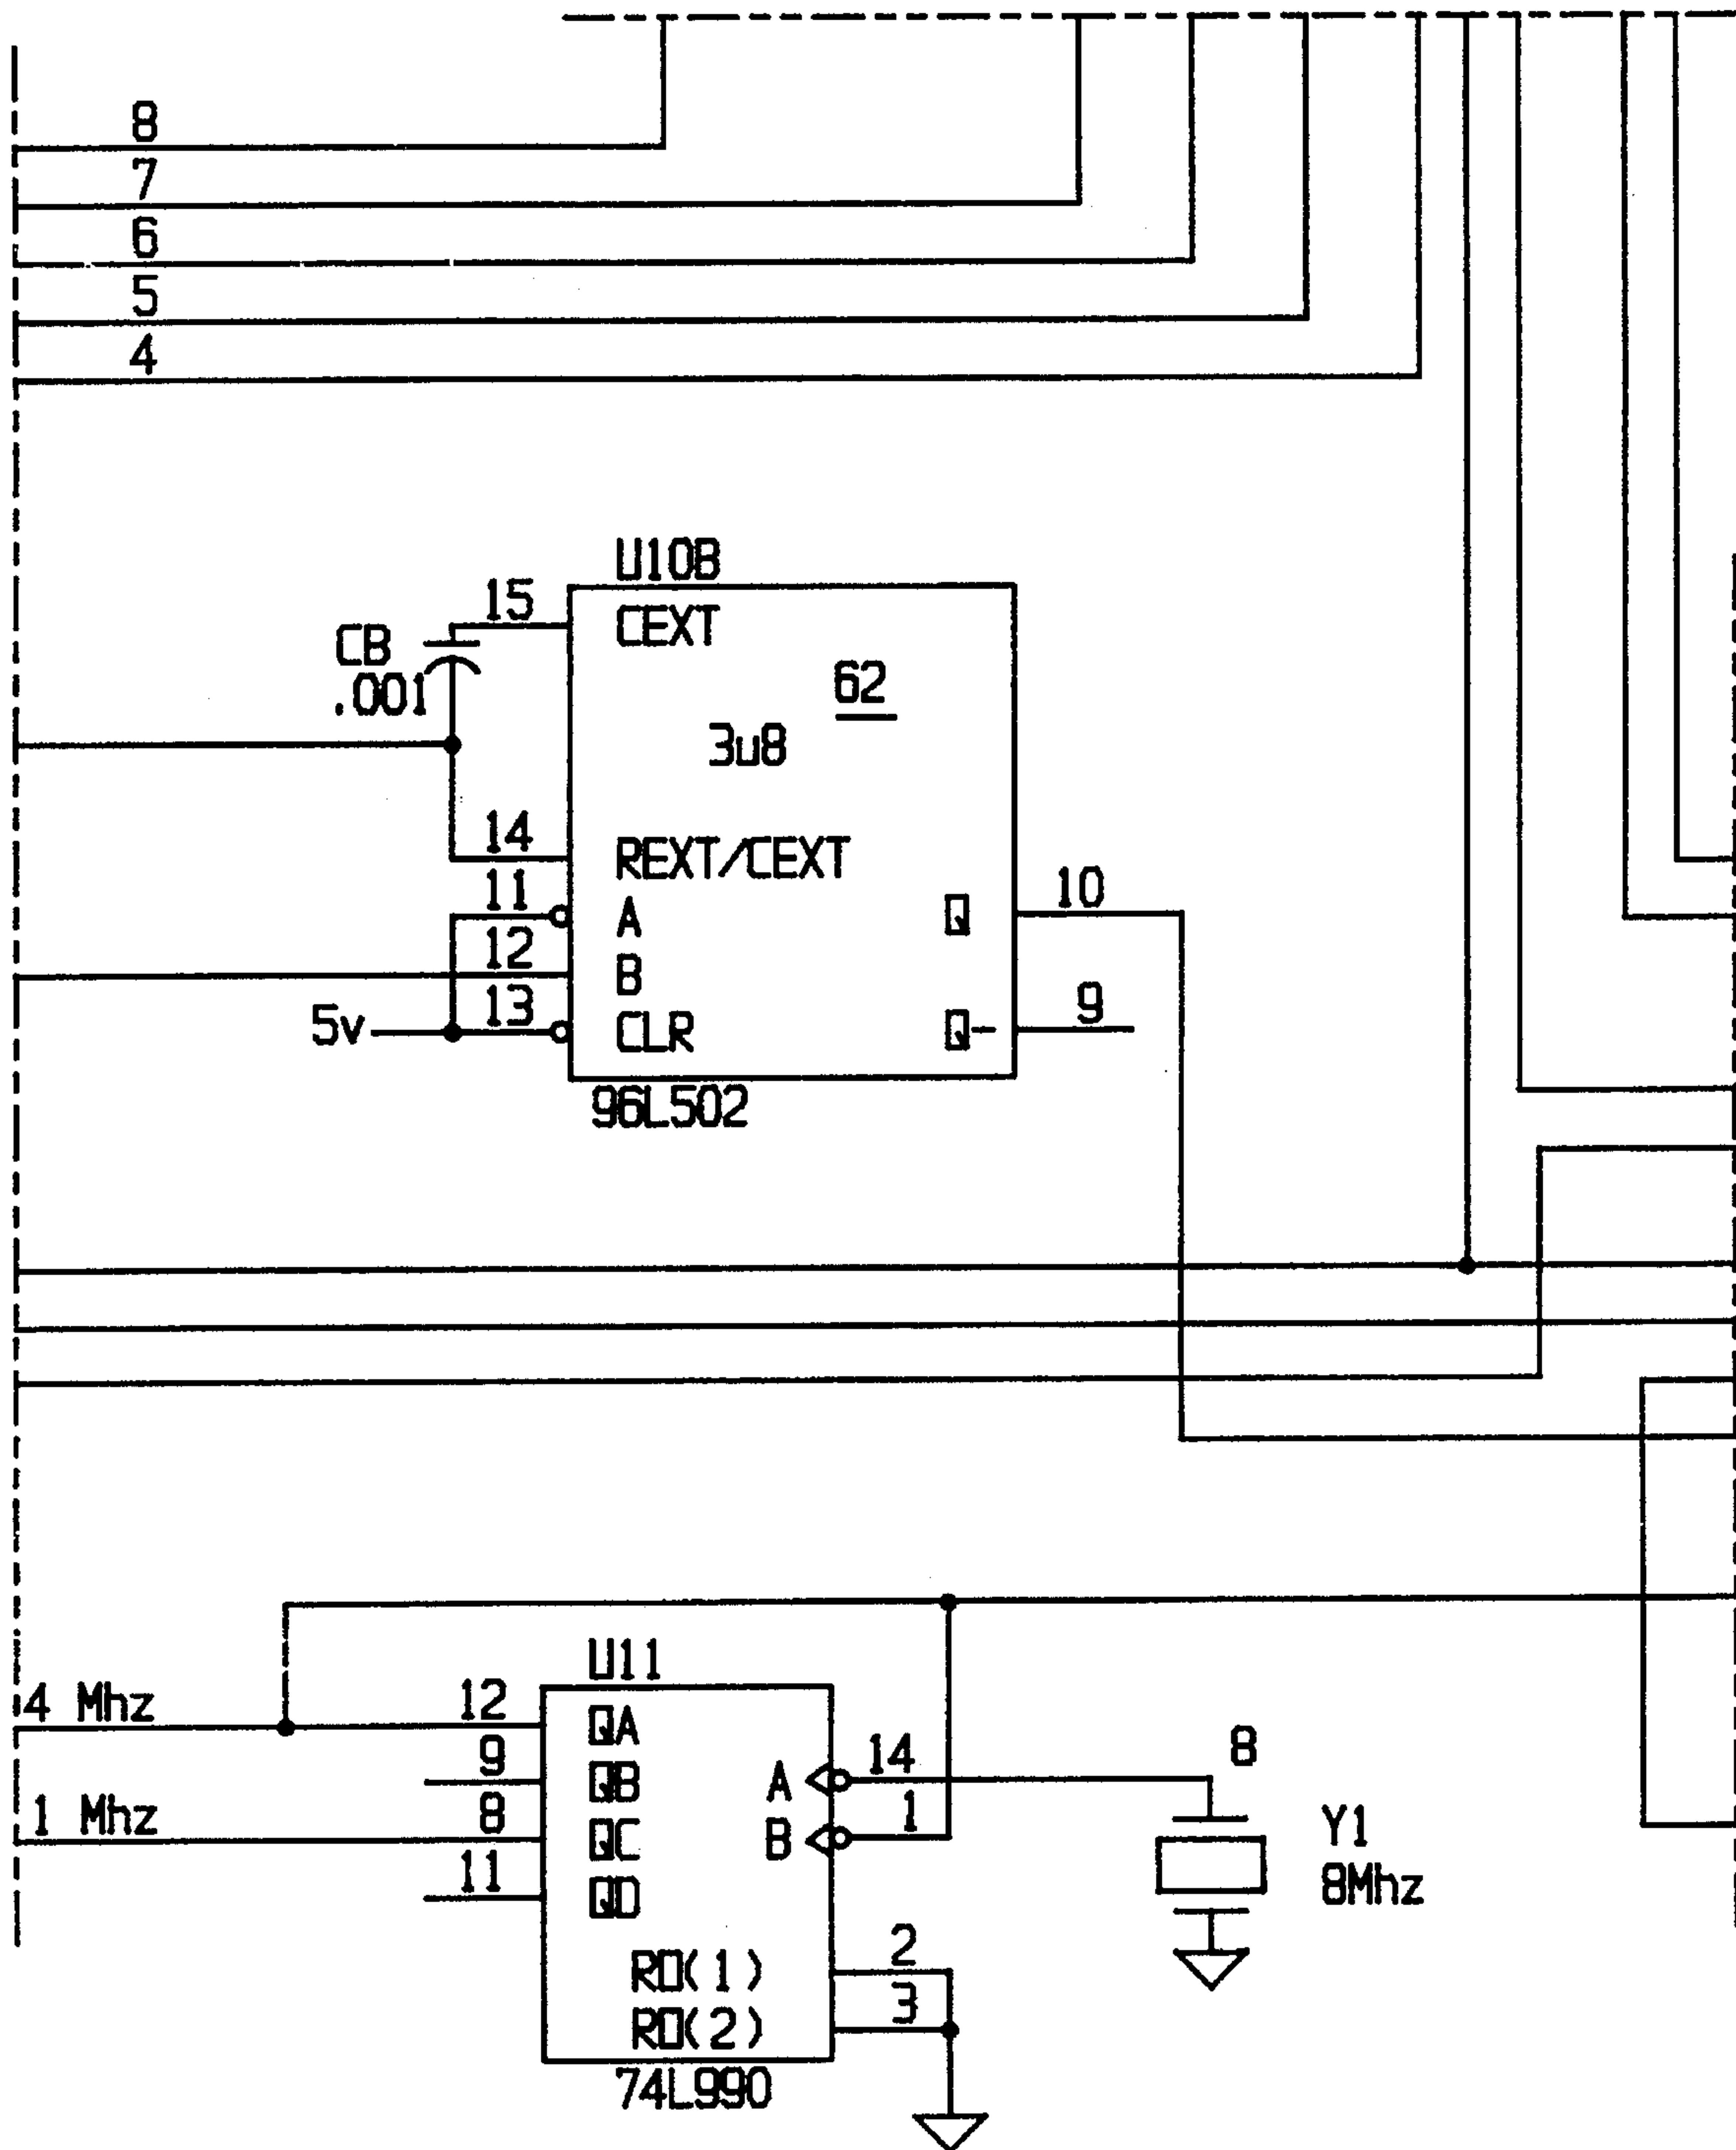 8
7
6
5
4
U10B
15
CEXT
CB
.001
62
3u8
14
REXT/CEXT
11
A
Q
10
12
B
5v
13
CLR
Q-
9
96L502
U11
4 Mhz
12
QA
9
QB
A
14
8
1 Mhz
8
QC
B
1
Y1
8Mhz
11
QD
RO(1)
2
RO(2)
3
74L990